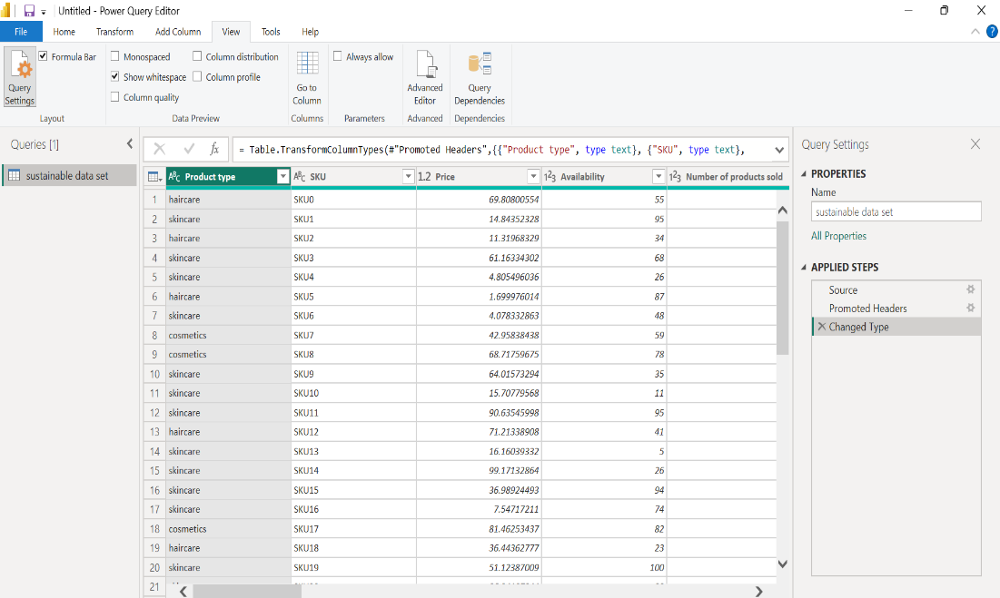 Untitled - Power Query Editor
File Home Transform Add Column View Tools Help
Query Settings
Formula Bar
Monospaced
Show whitespace
Column quality
Column distribution
Column profile
Go to Column
Always allow
Advanced Editor
Query Dependencies
Layout Data Preview Columns Parameters Advanced Dependencies
Queries [1]
sustainable data set
fx = Table.TransformColumnTypes(#"Promoted Headers",{{"Product type", type text}, {"SKU", type text},
ABC Product type ABC SKU 1.2 Price 123 Availability 123 Number of products sold
1 haircare SKU0 69.80800554 55
2 skincare SKU1 14.84352328 95
3 haircare SKU2 11.31968329 34
4 skincare SKU3 61.16334302 68
5 skincare SKU4 4.805496036 26
6 haircare SKU5 1.699976014 87
7 skincare SKU6 4.078332863 48
8 cosmetics SKU7 42.95838438 59
9 cosmetics SKU8 68.71759675 78
10 skincare SKU9 64.01573294 35
11 skincare SKU10 15.70779568 11
12 skincare SKU11 90.63545998 95
13 haircare SKU12 71.21338908 41
14 skincare SKU13 16.16039332 5
15 skincare SKU14 99.17132864 26
16 skincare SKU15 36.98924493 94
17 skincare SKU16 7.54717211 74
18 cosmetics SKU17 81.46253437 82
19 haircare SKU18 36.44362777 23
20 skincare SKU19 51.12387009 100
21
Query Settings
PROPERTIES
Name
sustainable data set
All Properties
APPLIED STEPS
Source
Promoted Headers
Changed Type